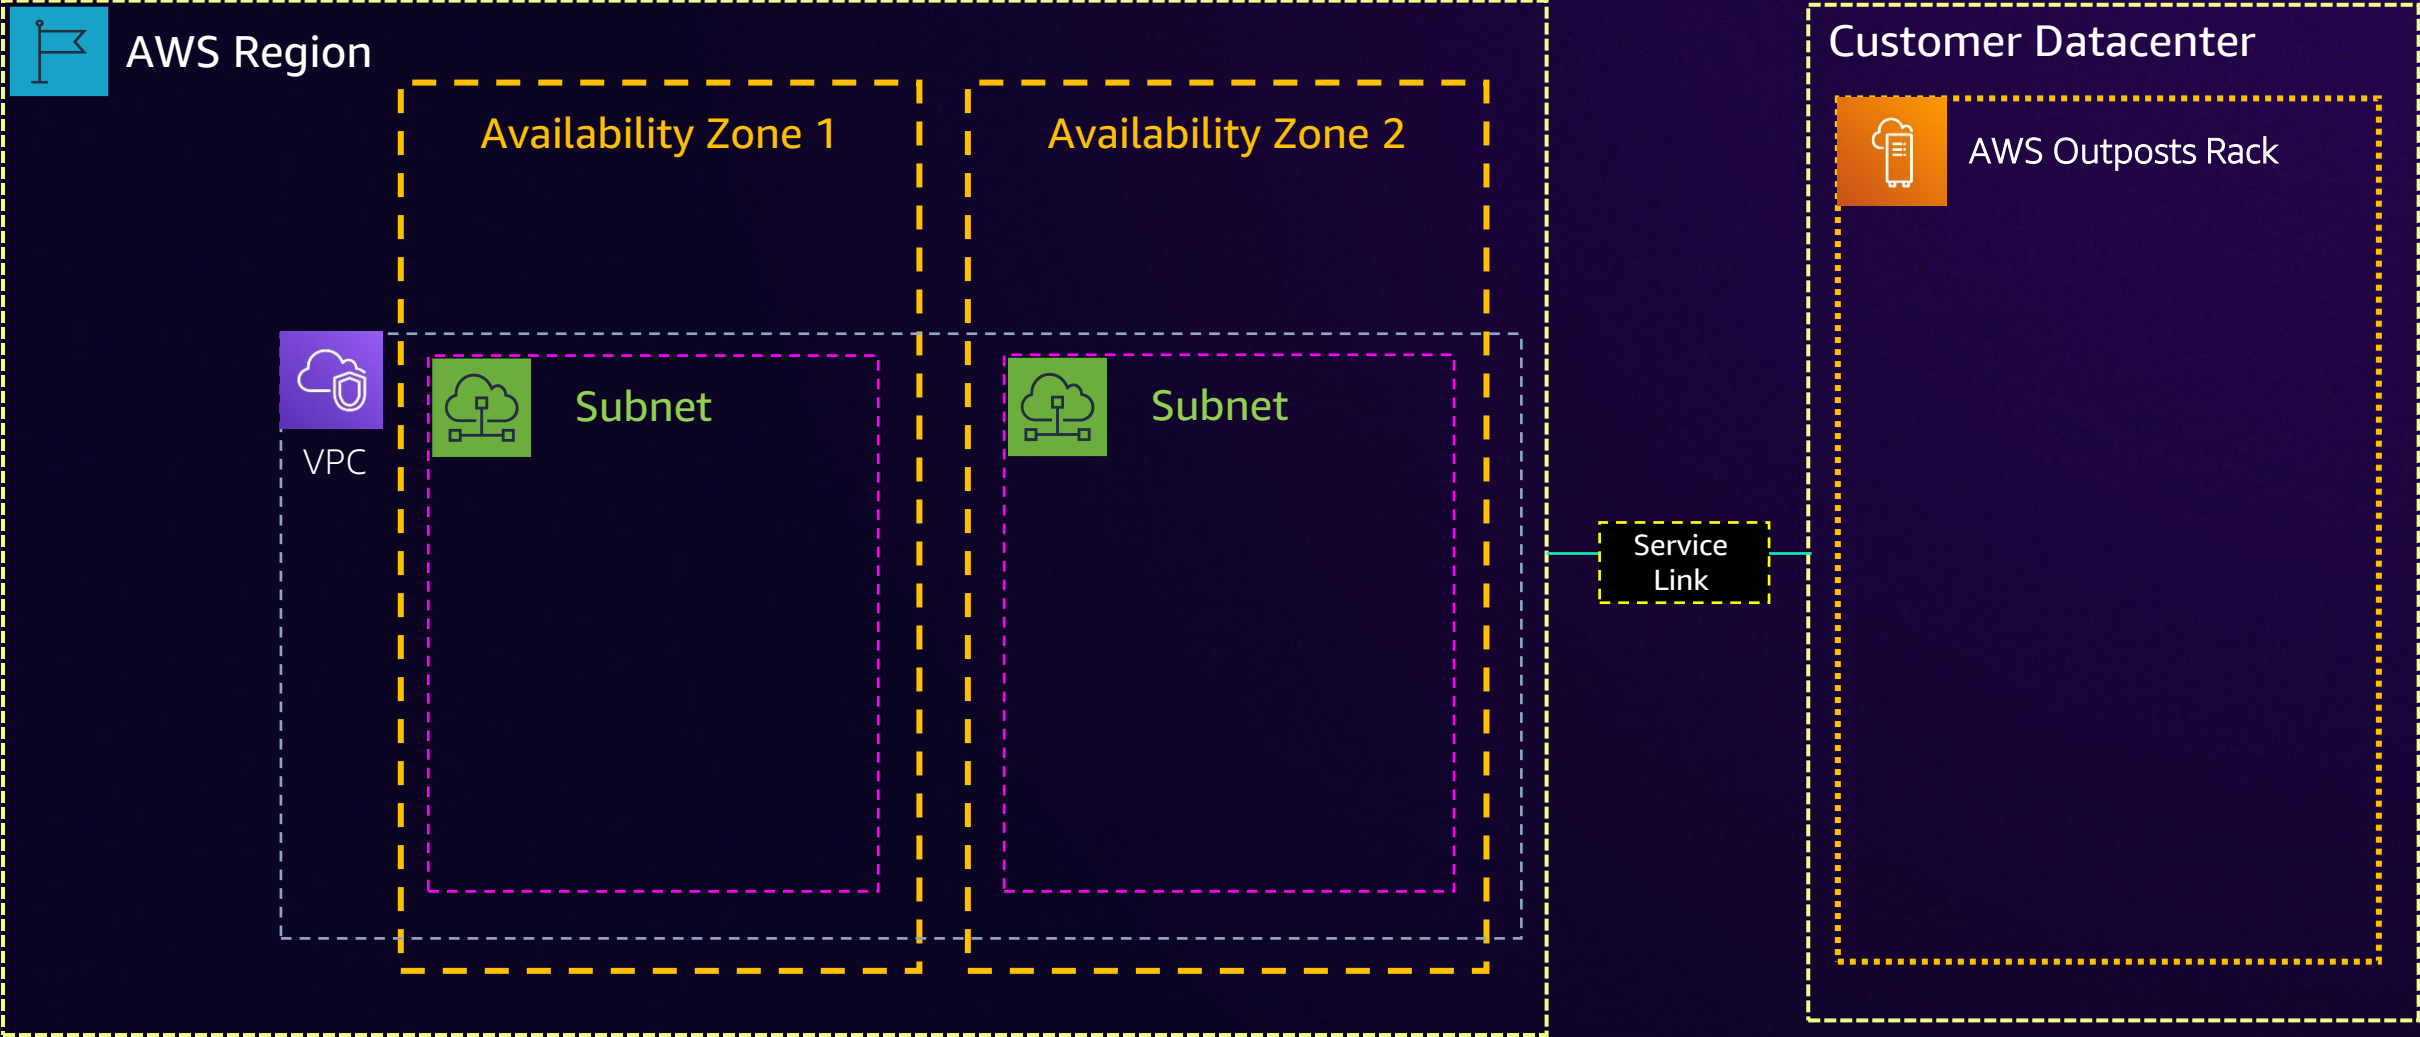 AWS Region
Availability Zone 1
Availability Zone 2
VPC
Subnet
Subnet
Service
Link
Customer Datacenter
AWS Outposts Rack